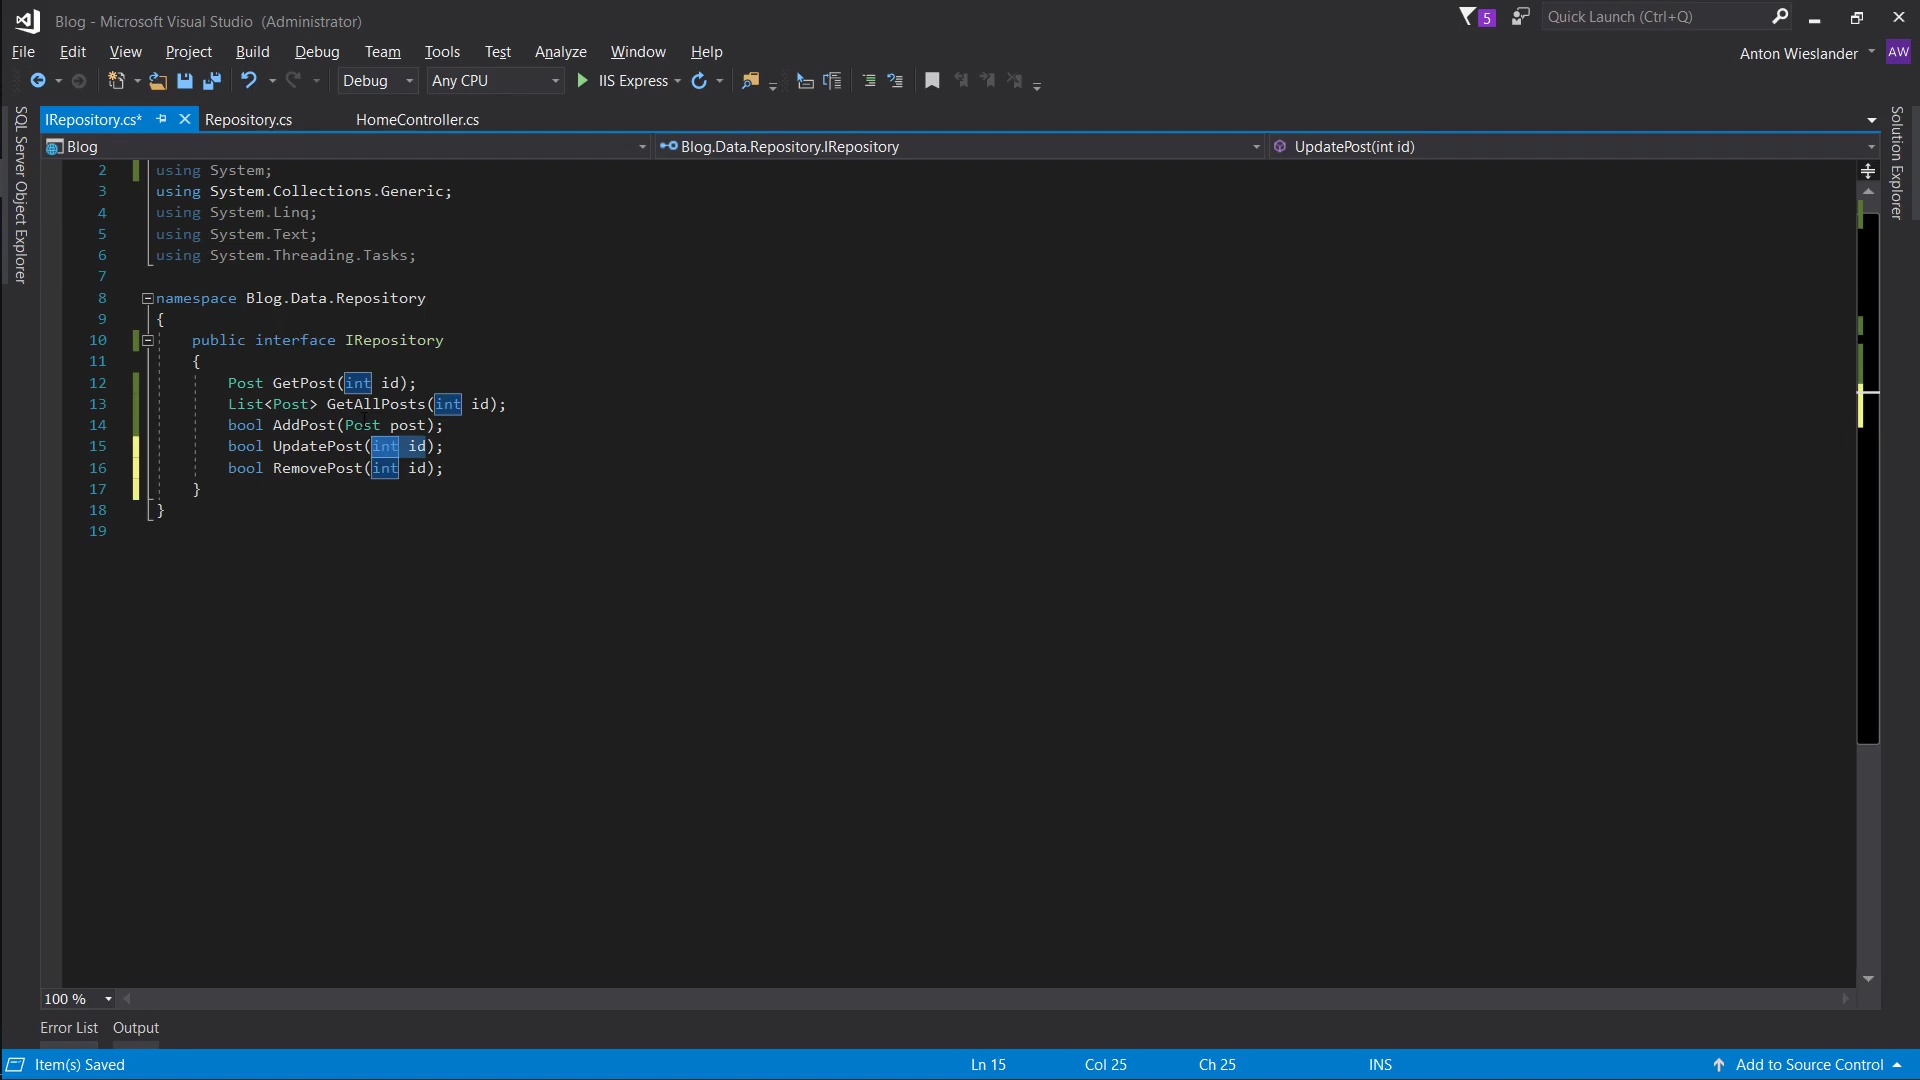 Blog - Microsoft Visual Studio (Administrator)
5
Quick Launch (Ctrl+Q)
File Edit View Project Build Debug Team Tools Test Analyze Window Help
Anton Wieslander AW
Debug Any CPU IIS Express
SQL Server Object Explorer
IRepository.cs* Repository.cs HomeController.cs
Solution Explorer
Blog Blog.Data.Repository.IRepository UpdatePost(int id)
2 using System;
3 using System.Collections.Generic;
4 using System.Linq;
5 using System.Text;
6 using System.Threading.Tasks;
7
8 namespace Blog.Data.Repository
9 {
10 public interface IRepository
11 {
12 Post GetPost(int id);
13 List<Post> GetAllPosts(int id);
14 bool AddPost(Post post);
15 bool UpdatePost(int id);
16 bool RemovePost(int id);
17 }
18 }
19
100 %
Error List Output
Item(s) Saved Ln 15 Col 25 Ch 25 INS Add to Source Control